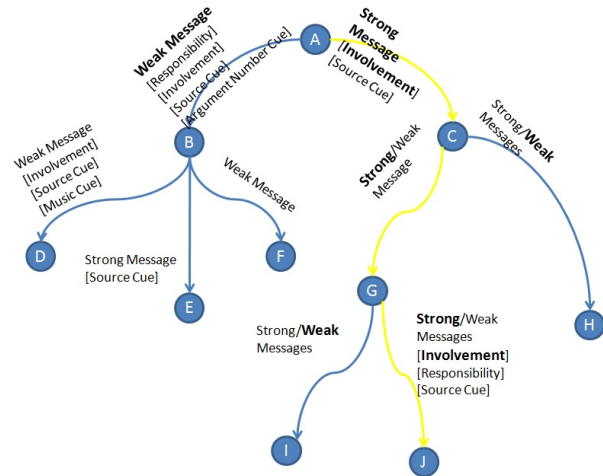 A
Weak Message
[Responsibility]
[Involvement]
[Source Cue]
[Argument Number Cue]
Strong
Message
[Involvement]
[Source Cue]
B
C
Strong/Weak
Messages
Strong/Weak
Message
Weak Message
[Involvement]
[Source Cue]
[Music Cue]
Weak Message
Strong Message
[Source Cue]
D
F
E
G
H
Strong/Weak
Messages
Strong/Weak
Messages
[Involvement]
[Responsibility]
[Source Cue]
I
J